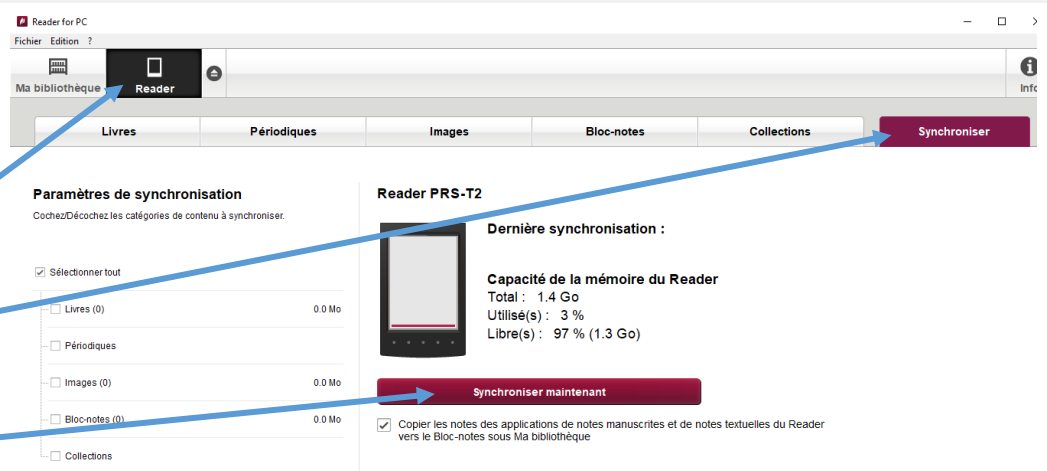 Reader for PC
Fichier Edition ?
Ma bibliothèque
Reader
Info
Livres
Périodiques
Images
Bloc-notes
Collections
Synchroniser
Paramètres de synchronisation
Cochez/Décochez les catégories de contenu à synchroniser.
Sélectionner tout
Livres (0) 0.0 Mo
Périodiques
Images (0) 0.0 Mo
Bloc-notes (0) 0.0 Mo
Collections
Reader PRS-T2
Dernière synchronisation :
Capacité de la mémoire du Reader
Total : 1.4 Go
Utilisé(s) : 3 %
Libre(s) : 97 % (1.3 Go)
Synchroniser maintenant
Copier les notes des applications de notes manuscrites et de notes textuelles du Reader
vers le Bloc-notes sous Ma bibliothèque